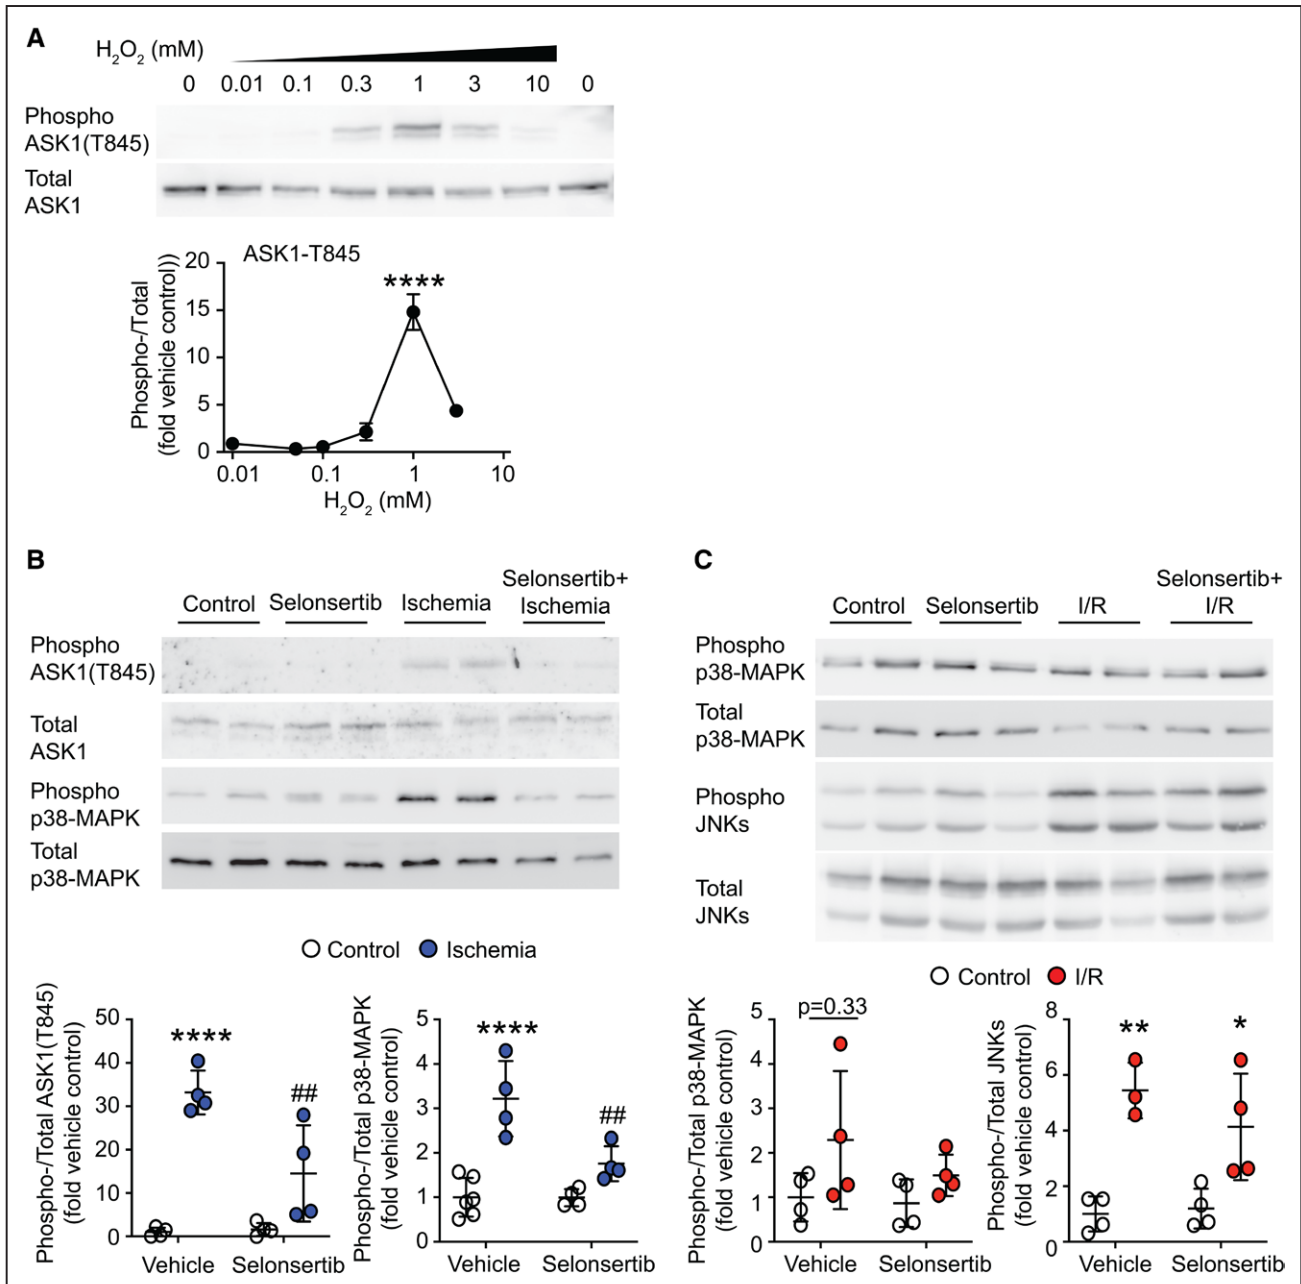 A
H2O2 (mM)
0 0.01 0.1 0.3 1 3 10 0
Phospho
ASK1(T845)
Total
ASK1
ASK1-T845
****
Phospho-/Total
(fold vehicle control))
20
15
10
5
0
0.01 0.1 1 10
H2O2 (mM)
B
Control Selonsertib Ischemia Selonsertib+
Ischemia
Phospho
ASK1(T845)
Total
ASK1
Phospho
p38-MAPK
Total
p38-MAPK
Control Ischemia
Phospho-/Total ASK1(T845)
(fold vehicle control)
50
40
30
20
10
0
****
##
Vehicle Selonsertib
Phospho-/Total p38-MAPK
(fold vehicle control)
5
4
3
2
1
0
****
##
Vehicle Selonsertib
C
Control Selonsertib I/R Selonsertib+
I/R
Phospho
p38-MAPK
Total
p38-MAPK
Phospho
JNKs
Total
JNKs
Control I/R
Phospho-/Total p38-MAPK
(fold vehicle control)
5
4
3
2
1
0
p=0.33
Vehicle Selonsertib
Phospho-/Total JNKs
(fold vehicle control)
8
6
4
2
0
**
*
Vehicle Selonsertib